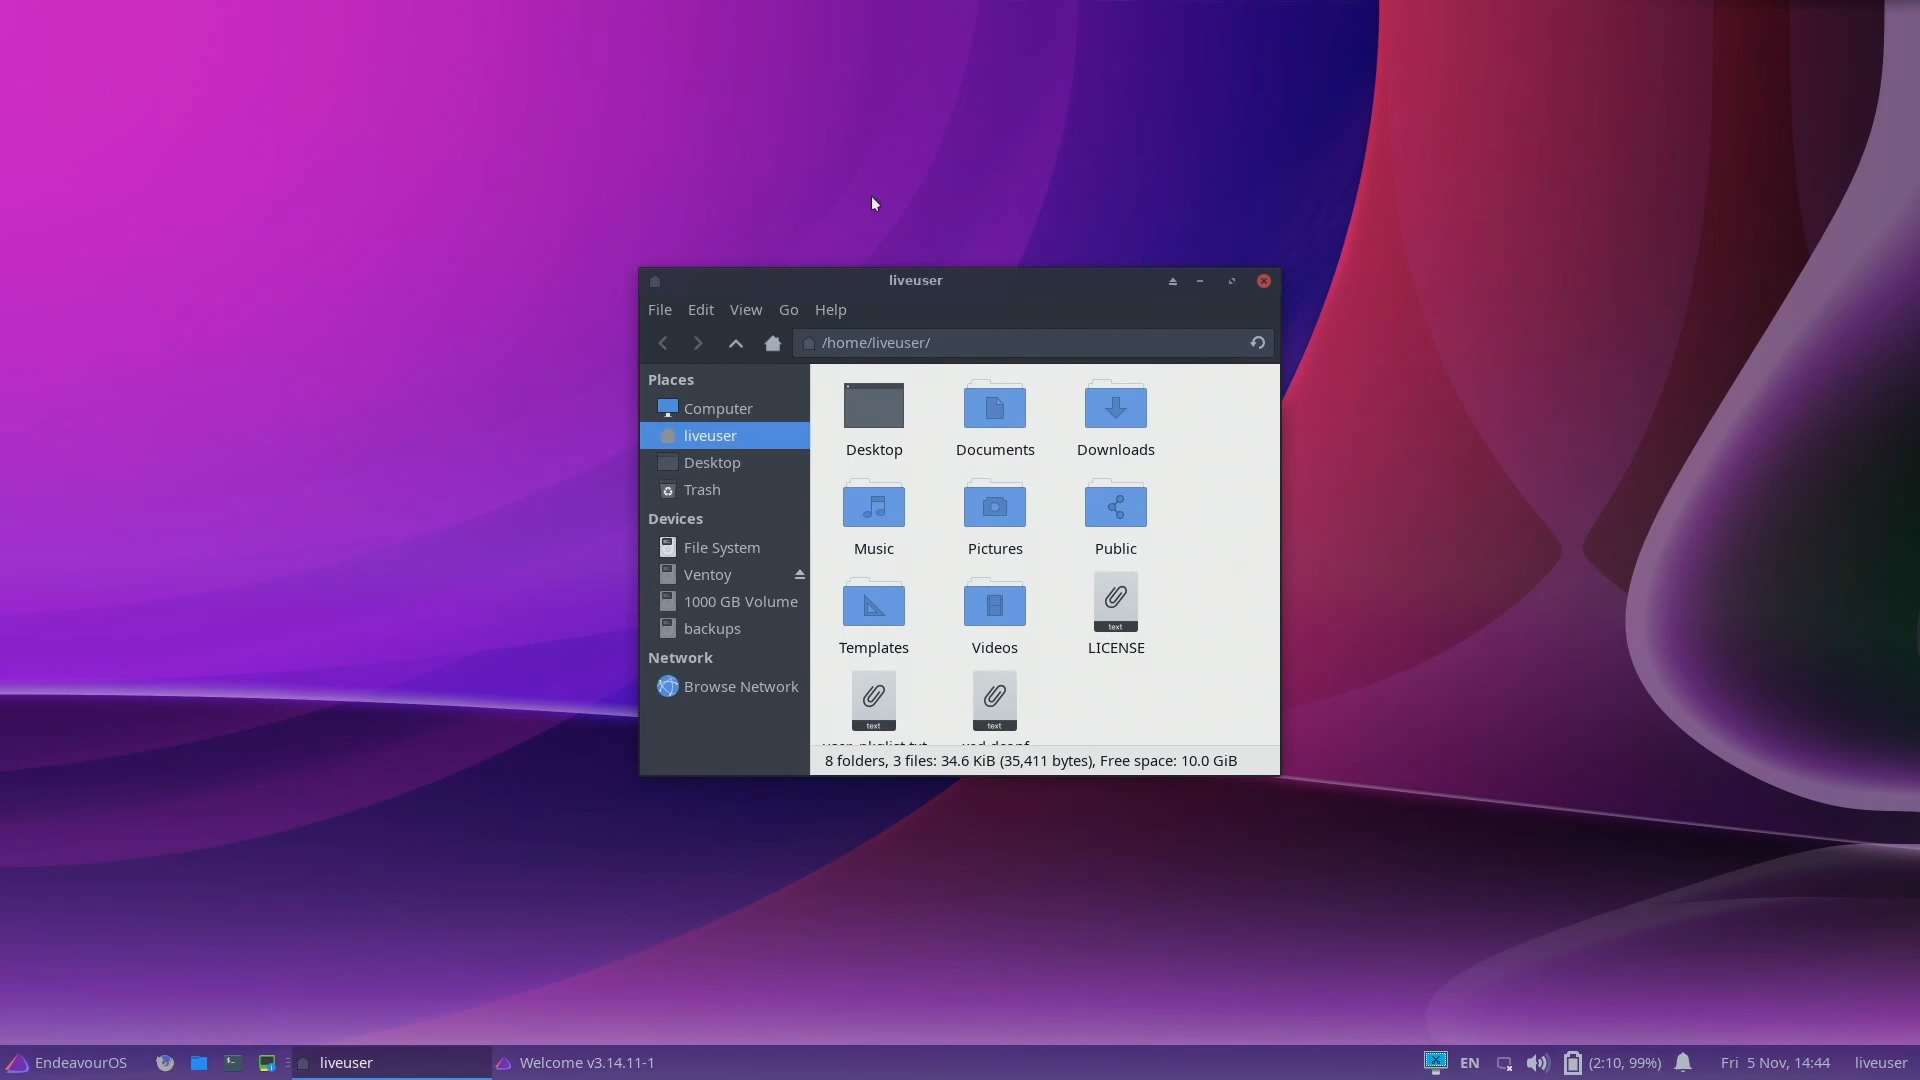 liveuser
File Edit View Go Help
/home/liveuser/
Places
Computer
liveuser
Desktop
Trash
Devices
File System
Ventoy
1000 GB Volume
backups
Network
Browse Network
Desktop Documents Downloads
Music Pictures Public
Templates Videos LICENSE
text
text text
8 folders, 3 files: 34.6 KiB (35,411 bytes), Free space: 10.0 GiB
EndeavourOS liveuser Welcome v3.14.11-1 EN (2:10, 99%) Fri 5 Nov, 14:44 liveuser